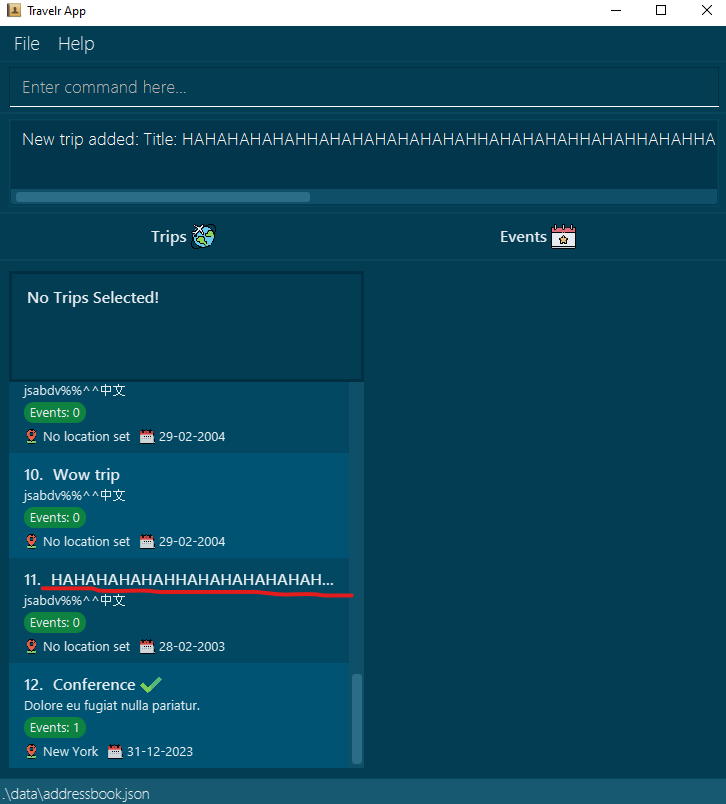 Travelr App
File Help
Enter command here...
New trip added: Title: HAHAHAHAHAHHAHAHAHAHAHAHAHHAHAHAHAHHAHAHHAHAHHA
Trips Events
No Trips Selected!
jsabdv%%^^中文
Events: 0
No location set 29-02-2004
10. Wow trip
jsabdv%%^^中文
Events: 0
No location set 29-02-2004
11. HAHAHAHAHAHHAHAHAHAHAHAH...
jsabdv%%^^中文
Events: 0
No location set 28-02-2003
12. Conference
Dolore eu fugiat nulla pariatur.
Events: 1
New York 31-12-2023
.\data\addressbook.json